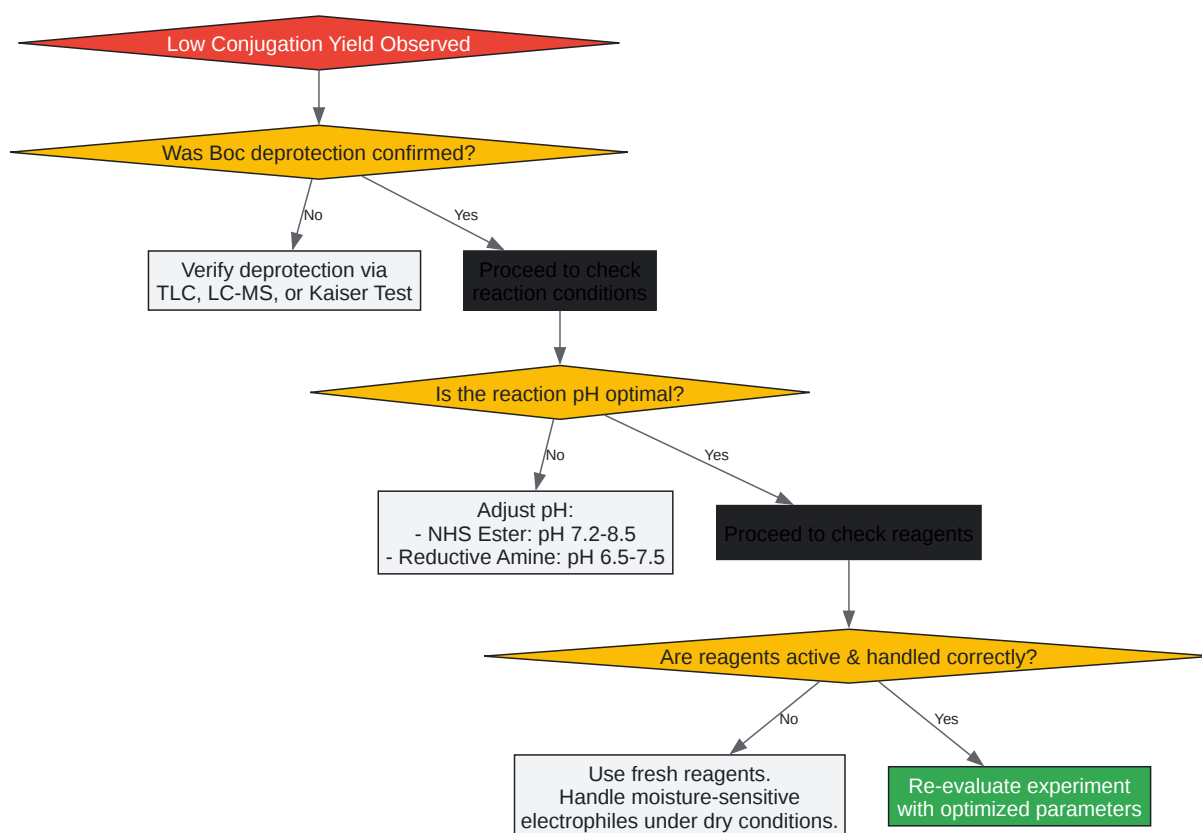 Low Conjugation Yield Observed
Was Boc deprotection confirmed?
No
Yes
Verify deprotection via
TLC, LC-MS, or Kaiser Test
Proceed to check
reaction conditions
Is the reaction pH optimal?
No
Yes
Adjust pH:
- NHS Ester: pH 7.2-8.5
- Reductive Amine: pH 6.5-7.5
Proceed to check reagents
Are reagents active & handled correctly?
No
Yes
Use fresh reagents.
Handle moisture-sensitive
electrophiles under dry conditions.
Re-evaluate experiment
with optimized parameters